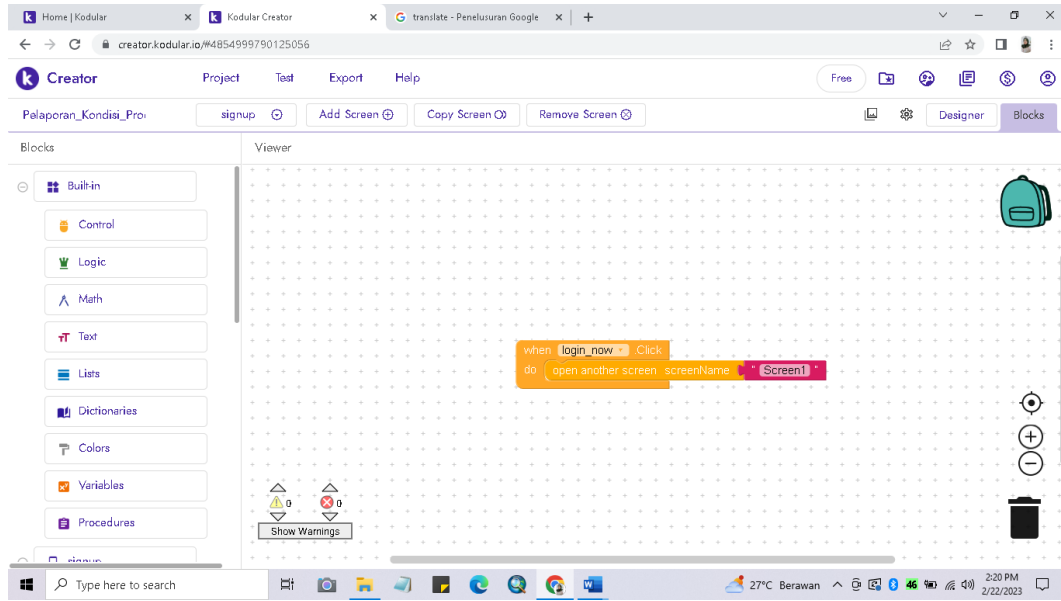 Home | Kodular
Kodular Creator
translate - Penelusuran Google
creator.kodular.io/#4854999790125056
Creator
Project Test Export Help
Free
Pelaporan_Kondisi_Pro
signup
Add Screen
Copy Screen
Remove Screen
Designer
Blocks
Blocks
Viewer
Built-in
Control
Logic
Math
Text
Lists
Dictionaries
Colors
Variables
Procedures
signup
when login_now .Click
do open another screen screenName " Screen1 "
0 0
Show Warnings
Type here to search
27°C Berawan
46
2:20 PM
2/22/2023